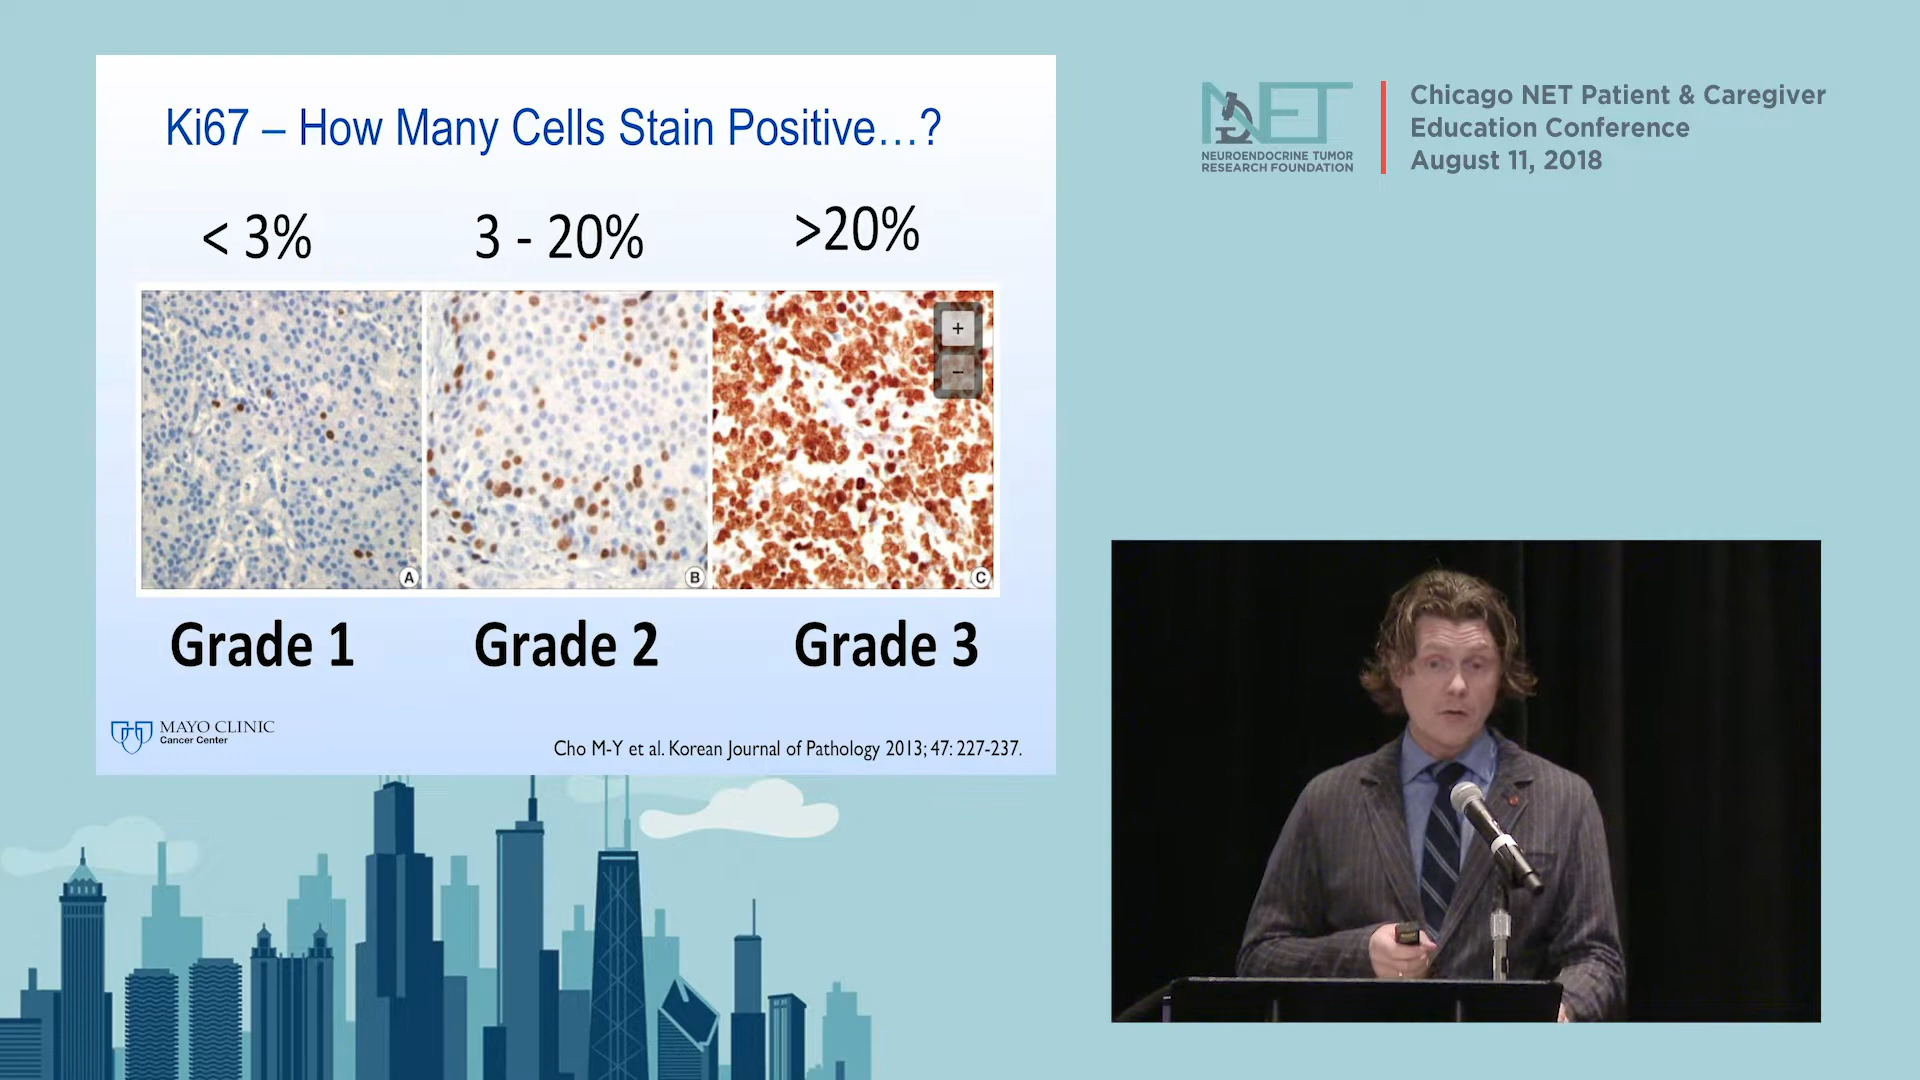 Ki67 – How Many Cells Stain Positive…?
< 3%
3 - 20%
>20%
+
−
A
B
C
Grade 1
Grade 2
Grade 3
MAYO CLINIC
Cancer Center
Cho M-Y et al. Korean Journal of Pathology 2013; 47: 227-237.
NET
NEUROENDOCRINE TUMOR
RESEARCH FOUNDATION
Chicago NET Patient & Caregiver
Education Conference
August 11, 2018